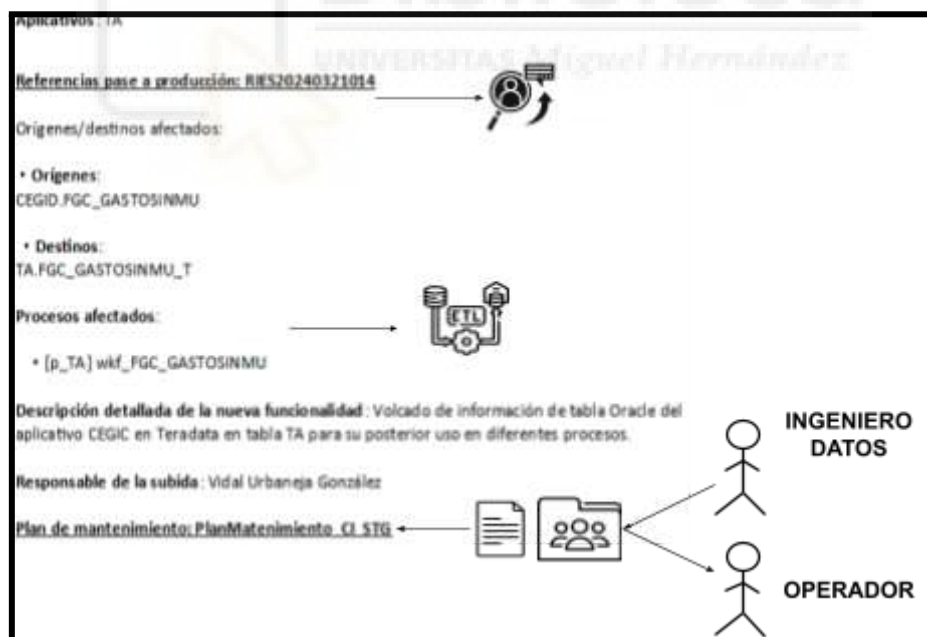 UNIVERSITAS Miguel Hernández
Aplicativos: TA
Referencias pase a producción: RIES20240321014
Orígenes/destinos afectados:
• Orígenes:
CEGID.FGC_GASTOSINMU
• Destinos:
TA.FGC_GASTOSINMU_T
Procesos afectados:
ETL
• [p_TA] wkf_FGC_GASTOSINMU
Descripción detallada de la nueva funcionalidad: Volcado de información de tabla Oracle del
aplicativo CEGIC en Teradata en tabla TA para su posterior uso en diferentes procesos.
INGENIERO
DATOS
Responsable de la subida: Vidal Urbaneja González
Plan de mantenimiento: PlanMatenimiento_CI_STG
OPERADOR